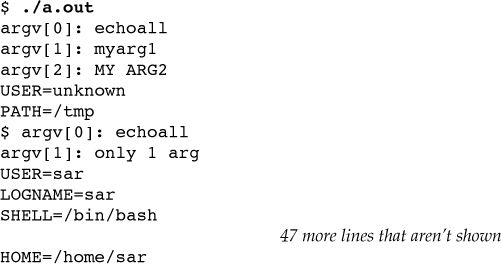 $ ./a.out
argv[0]: echoall
argv[1]: myarg1
argv[2]: MY ARG2
USER=unknown
PATH=/tmp
$ argv[0]: echoall
argv[1]: only 1 arg
USER=sar
LOGNAME=sar
SHELL=/bin/bash
47 more lines that aren't shown
HOME=/home/sar